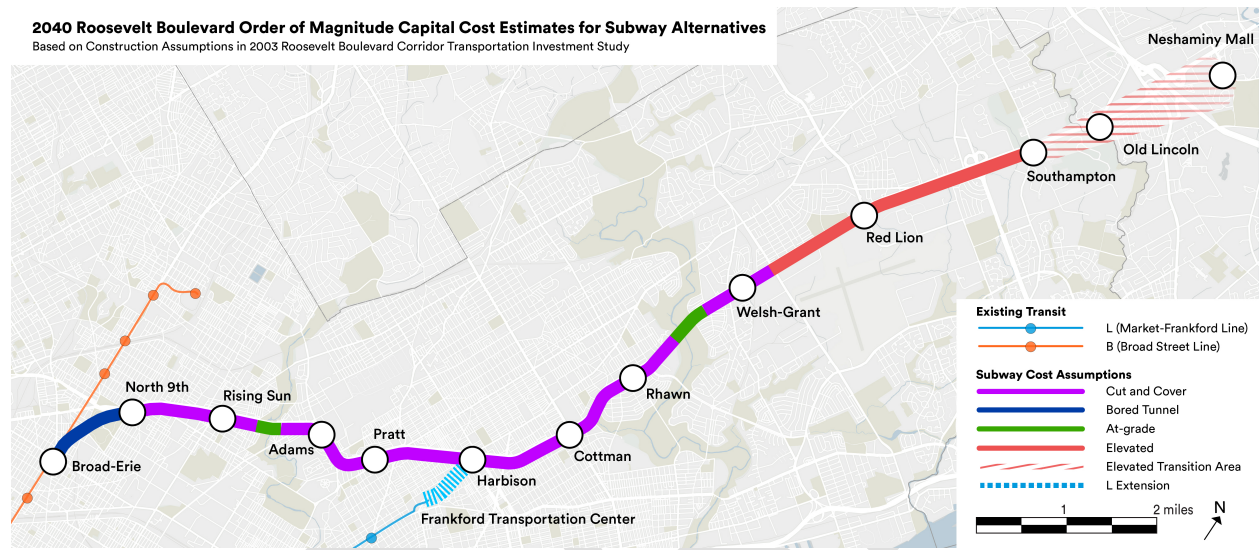 2040 Roosevelt Boulevard Order of Magnitude Capital Cost Estimates for Subway Alternatives
Based on Construction Assumptions in 2003 Roosevelt Boulevard Corridor Transportation Investment Study
Neshaminy Mall
Old Lincoln
Southampton
Red Lion
Welsh-Grant
Rhawn
North 9th
Rising Sun
Pratt
Adams
Cottman
Broad-Erie
Harbison
Frankford Transportation Center
Existing Transit
L (Market-Frankford Line)
B (Broad Street Line)
Subway Cost Assumptions
Cut and Cover
Bored Tunnel
At-grade
Elevated
Elevated Transition Area
L Extension
1 2 miles
N